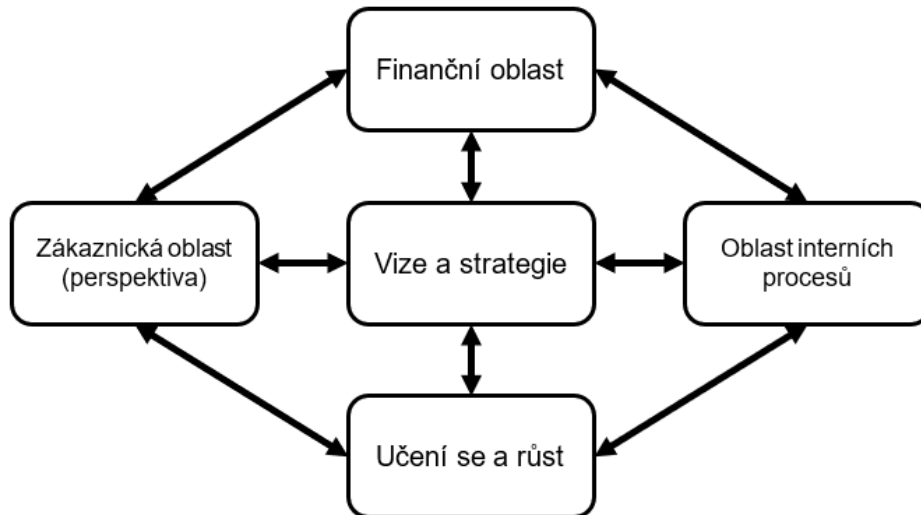 Finanční oblast
Zákaznická oblast
(perspektiva)
Vize a strategie
Oblast interních
procesů
Učení se a růst